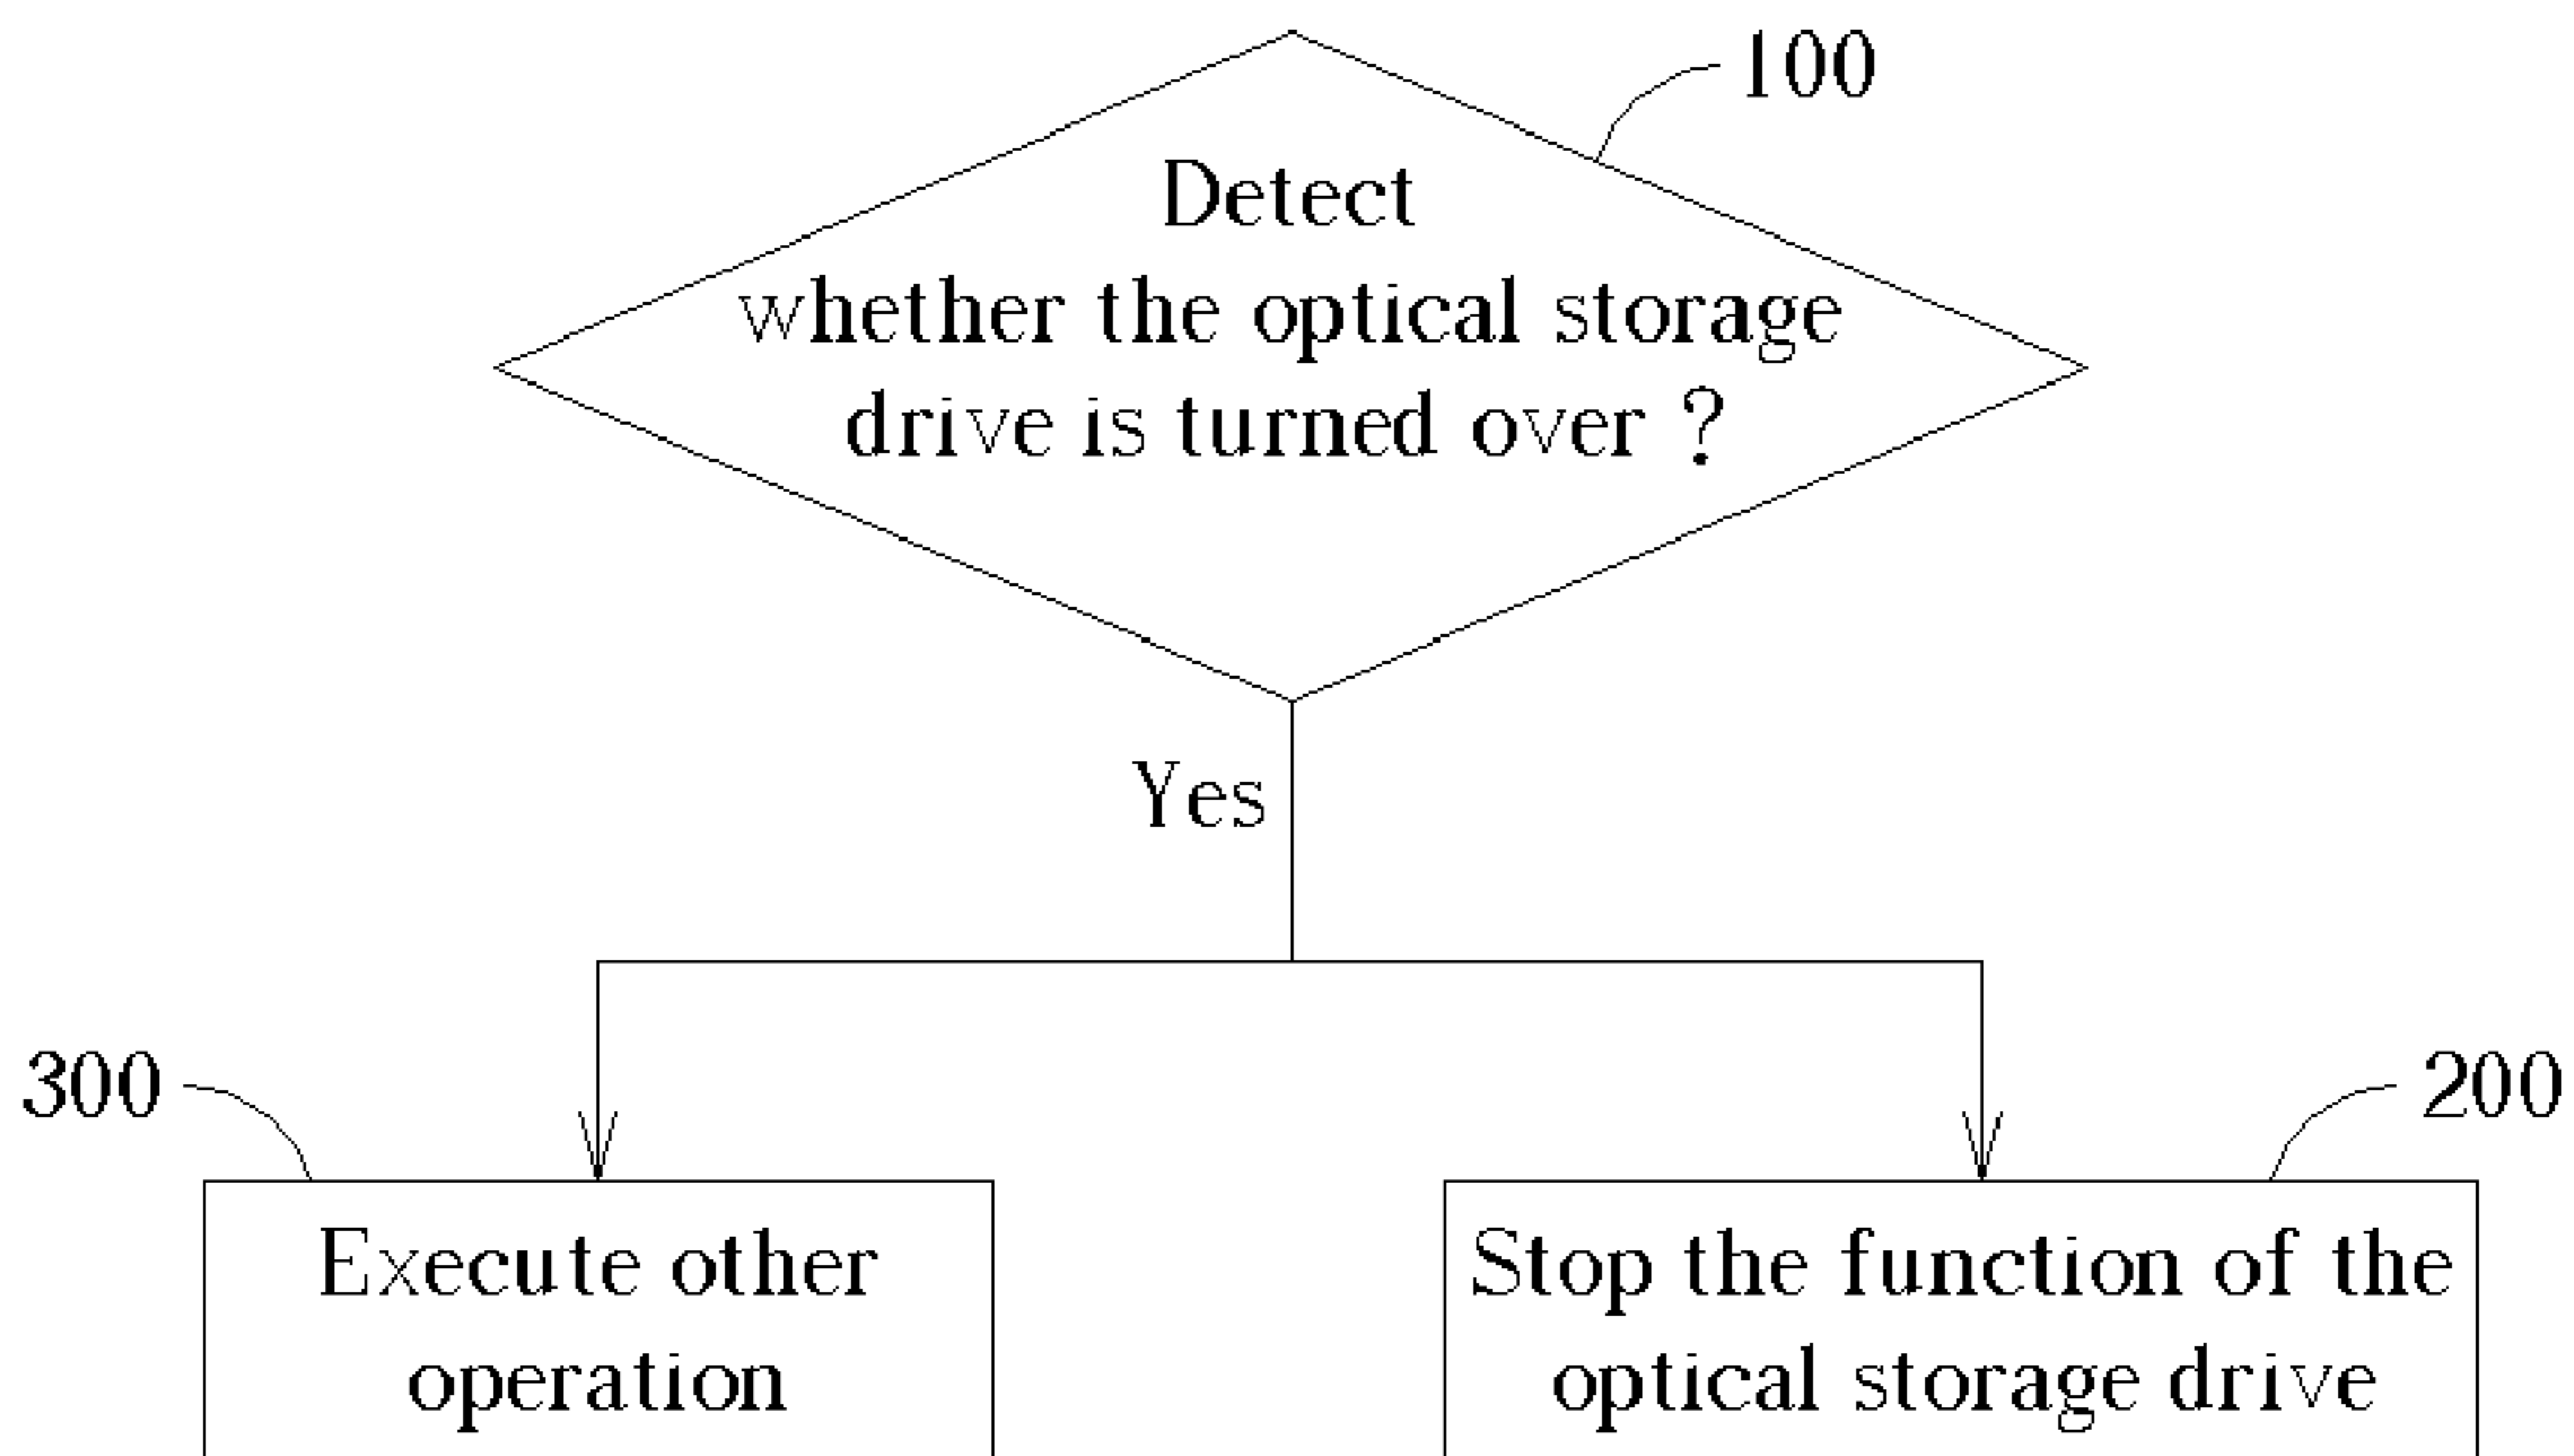 100
Detect
whether the optical storage
drive is turned over ?
Yes
300
200
Execute other
operation
Stop the function of the
optical storage drive